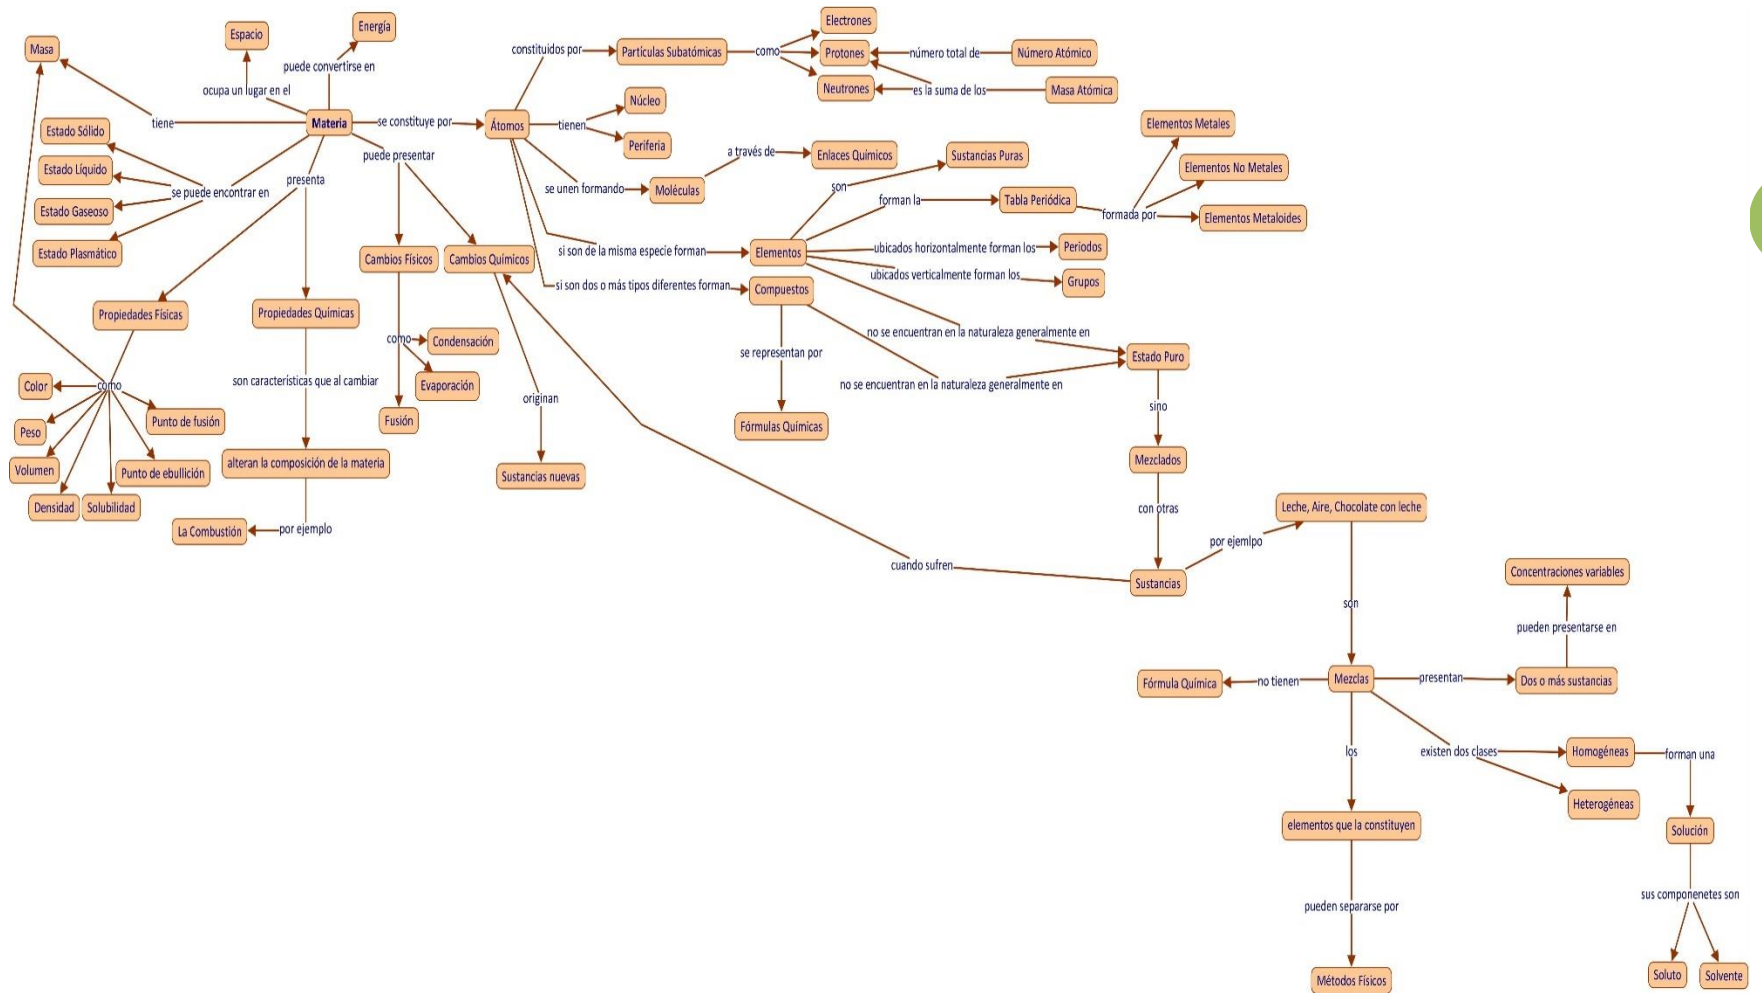 Electrones
Energía
Espacio
Masa
constituidos por
Partículas Subatómicas
como
Protones
número total de
Número Atómico
puede convertirse en
ocupa un lugar en el
Neutrones
es la suma de los
Masa Atómica
Núcleo
tiene
Materia
se constituye por
Átomos
tienen
Elementos Metales
Estado Sólido
Periferia
puede presentar
a través de
Enlaces Químicos
Sustancias Puras
Elementos No Metales
Estado Líquido
presenta
se puede encontrar en
se unen formando
Moléculas
son
forman la
Tabla Periódica
formada por
Elementos Metaloides
Estado Gaseoso
Estado Plasmático
Cambios Físicos
Cambios Químicos
si son de la misma especie forman
Elementos
ubicados horizontalmente forman los
Periodos
ubicados verticalmente forman los
Grupos
si son dos o más tipos diferentes forman
Compuestos
Propiedades Físicas
Propiedades Químicas
no se encuentran en la naturaleza generalmente en
como
Condensación
se representan por
Estado Puro
son características que al cambiar
Color
como
Evaporación
no se encuentran en la naturaleza generalmente en
originan
sino
Punto de fusión
Fusión
Fórmulas Químicas
Peso
Mezclados
Volumen
Punto de ebullición
alteran la composición de la materia
Sustancias nuevas
Densidad
Solubilidad
con otras
Leche, Aire, Chocolate con leche
La Combustión
por ejemplo
por ejemlpo
cuando sufren
Sustancias
Concentraciones variables
son
pueden presentarse en
Fórmula Química
no tienen
Mezclas
presentan
Dos o más sustancias
los
existen dos clases
Homogéneas
forman una
Heterogéneas
elementos que la constituyen
Solución
sus componenetes son
pueden separarse por
Métodos Físicos
Soluto
Solvente